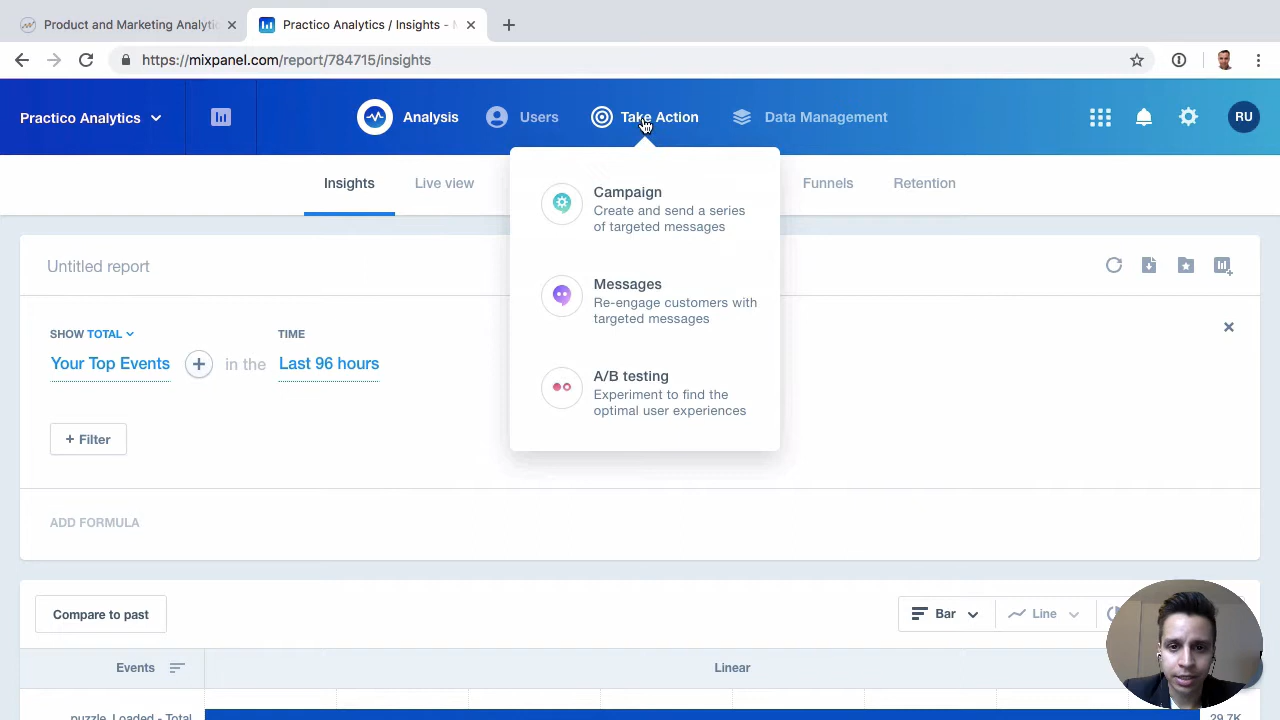 Product and Marketing Analytic
Practico Analytics / Insights - M
https://mixpanel.com/report/784715/insights
Practico Analytics
Analysis
Users
Take Action
Data Management
RU
Insights
Live view
Funnels
Retention
Campaign
Create and send a series
of targeted messages
Messages
Re-engage customers with
targeted messages
A/B testing
Experiment to find the
optimal user experiences
Untitled report
SHOW TOTAL
TIME
Your Top Events
in the
Last 96 hours
+ Filter
ADD FORMULA
Compare to past
Bar
Line
Events
Linear
puzzle_Loaded - Total
29.7K